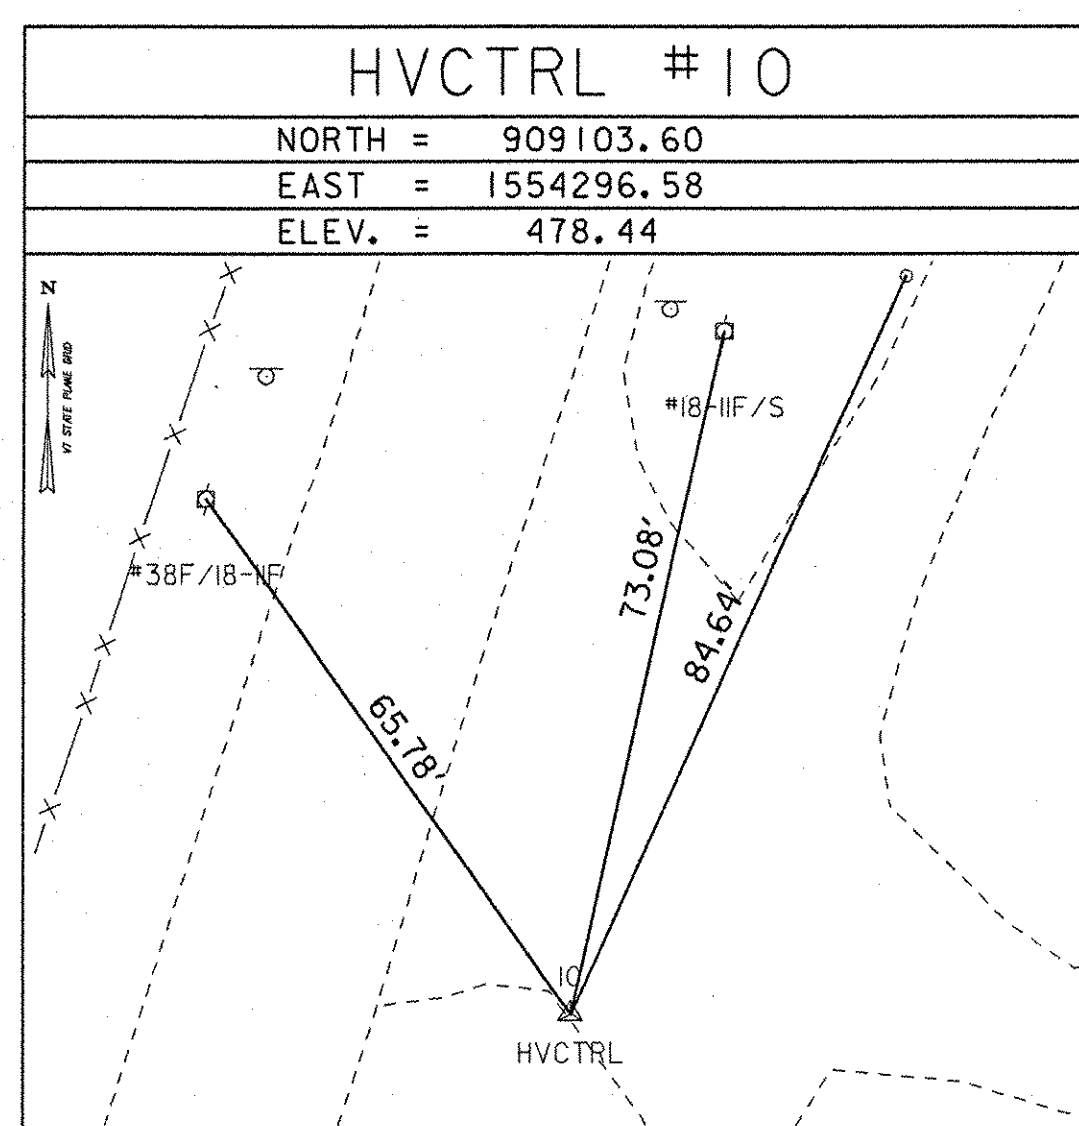 HVCTRL #10
NORTH = 909103.60
EAST = 1554296.58
ELEV. = 478.44
N
VT STATE PLANE GRID
#18-11F/S
#38F/18-11F
73.08'
84.64'
65.78'
10
HVCTRL